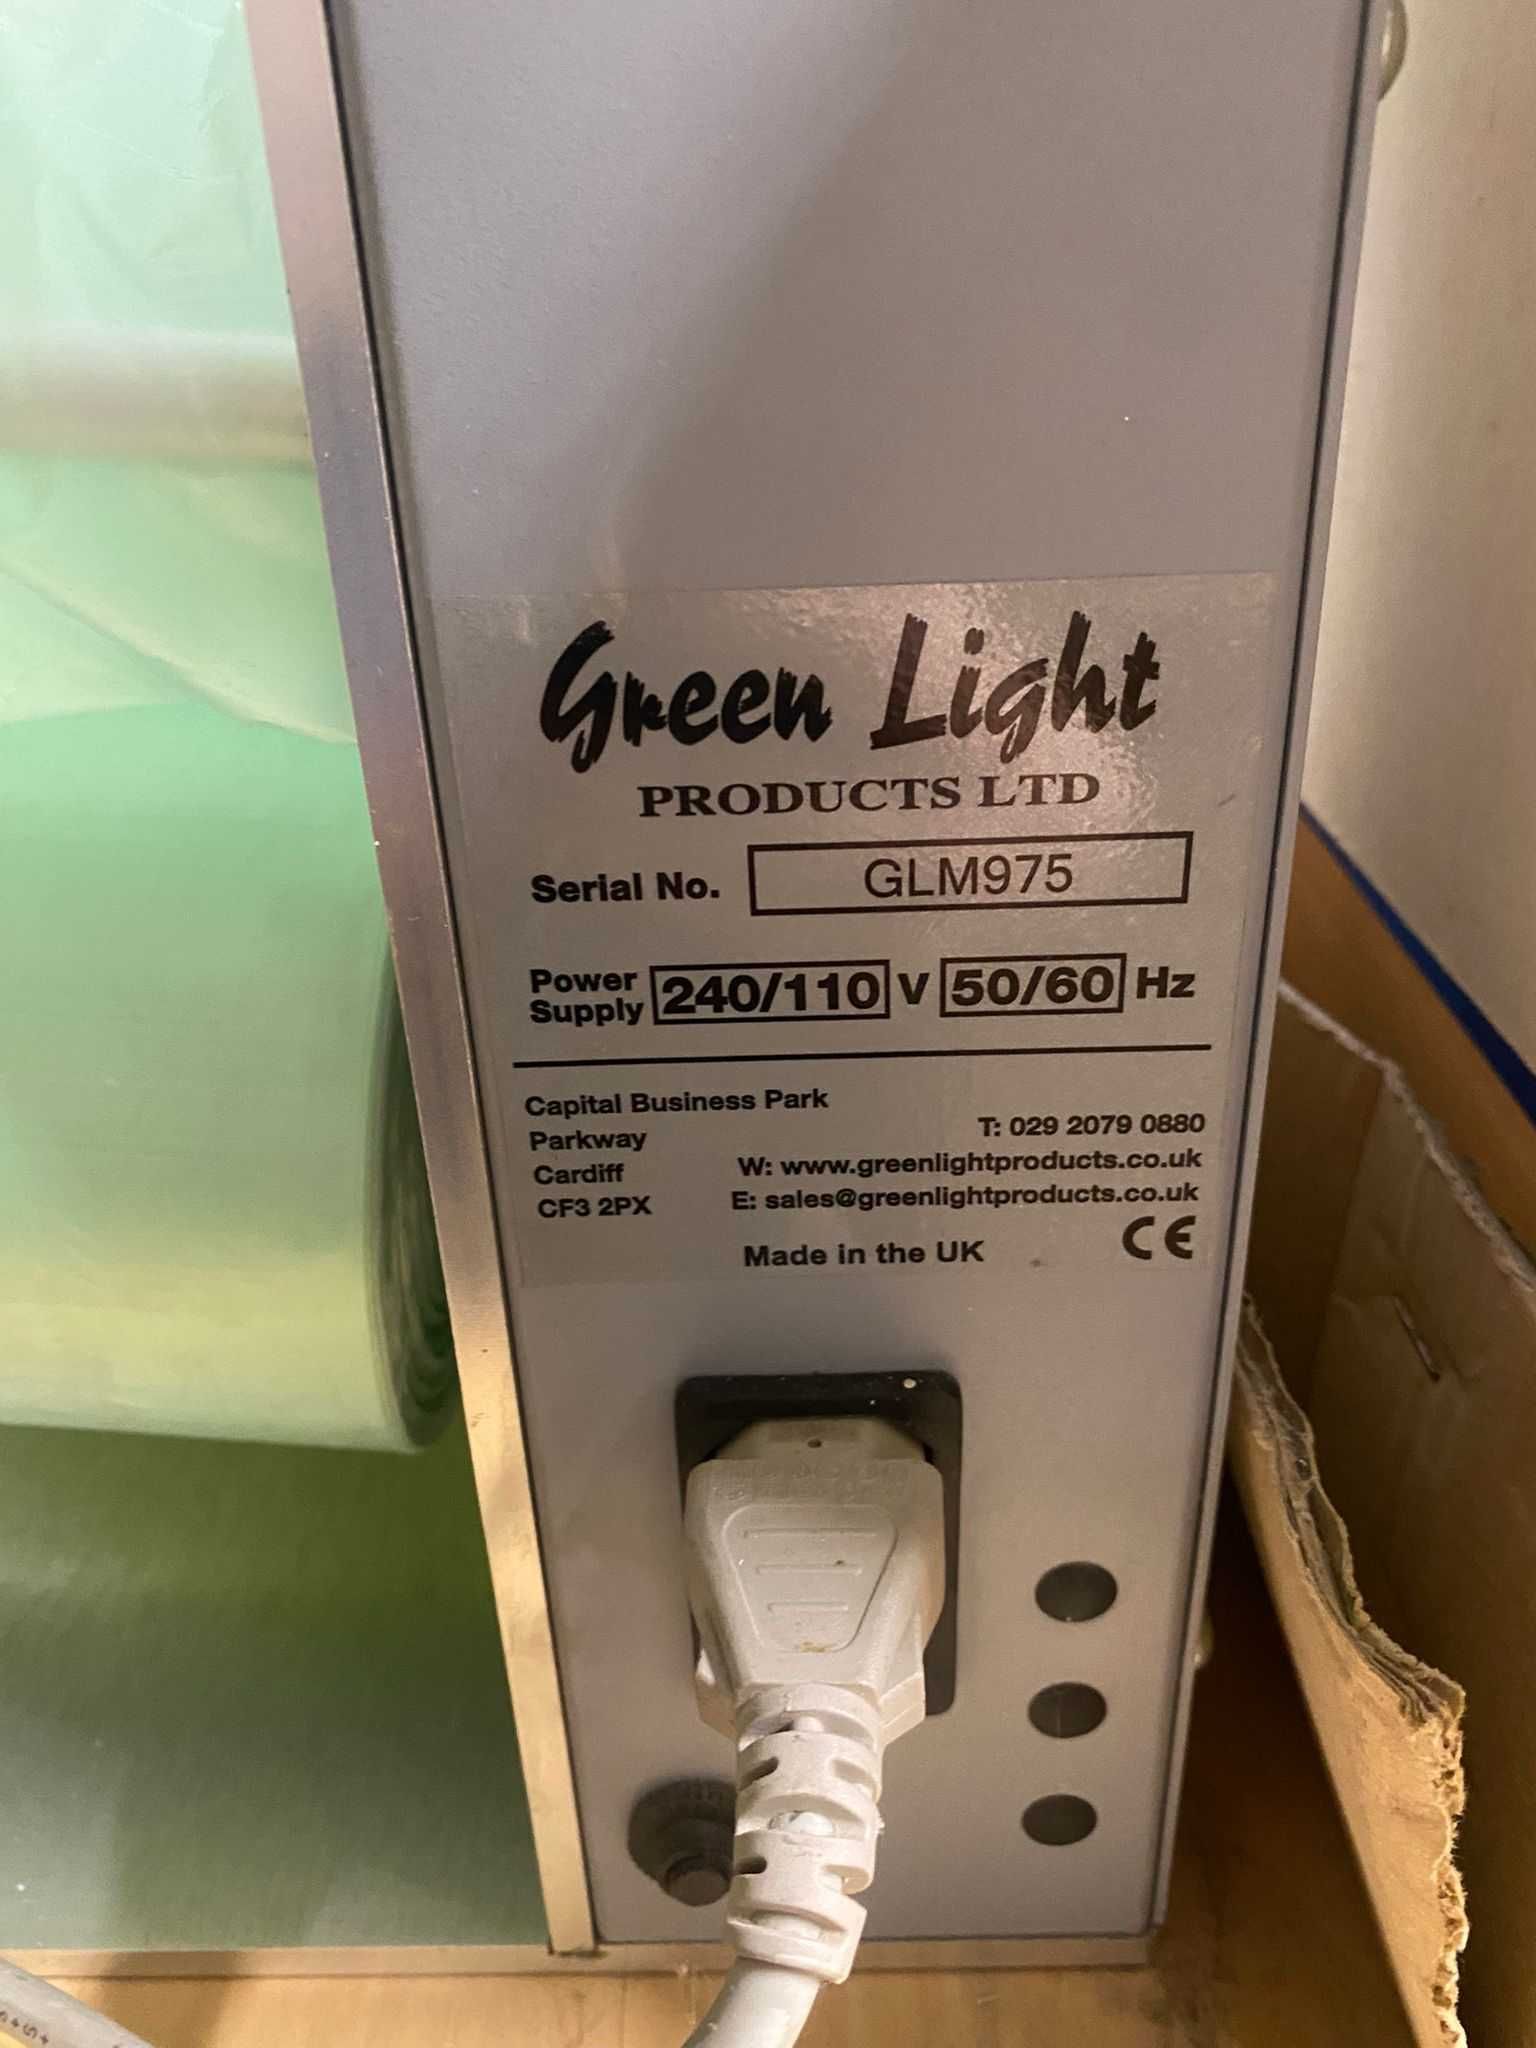 Green Light
PRODUCTS LTD
Serial No. GLM975
Power Supply 240/110 V 50/60 Hz
Capital Business Park
Parkway
Cardiff
CF3 2PX
T: 029 2079 0880
W: www.greenlightproducts.co.uk
E: sales@greenlightproducts.co.uk
Made in the UK
CE